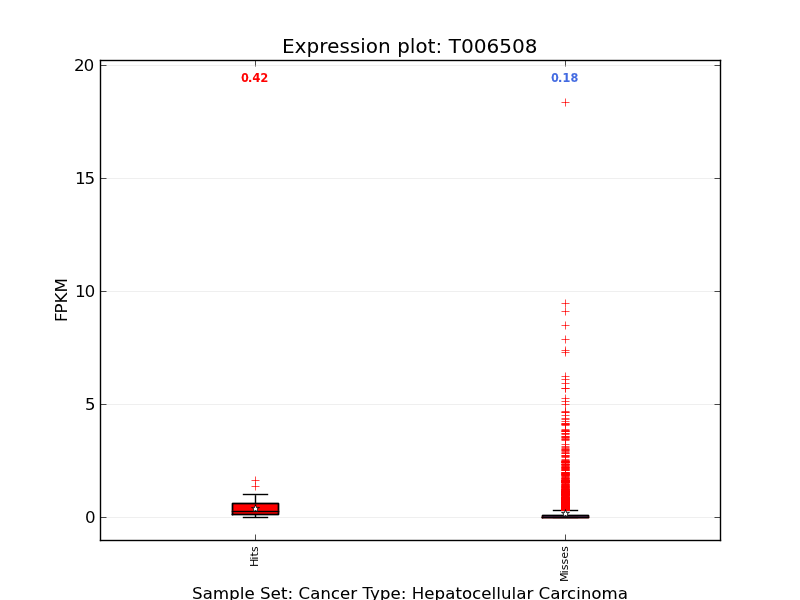 Expression plot: T006508
20
0.42
0.18
15
10
FPKM
5
0
Hits
Misses
Sample Set: Cancer Type: Hepatocellular Carcinoma